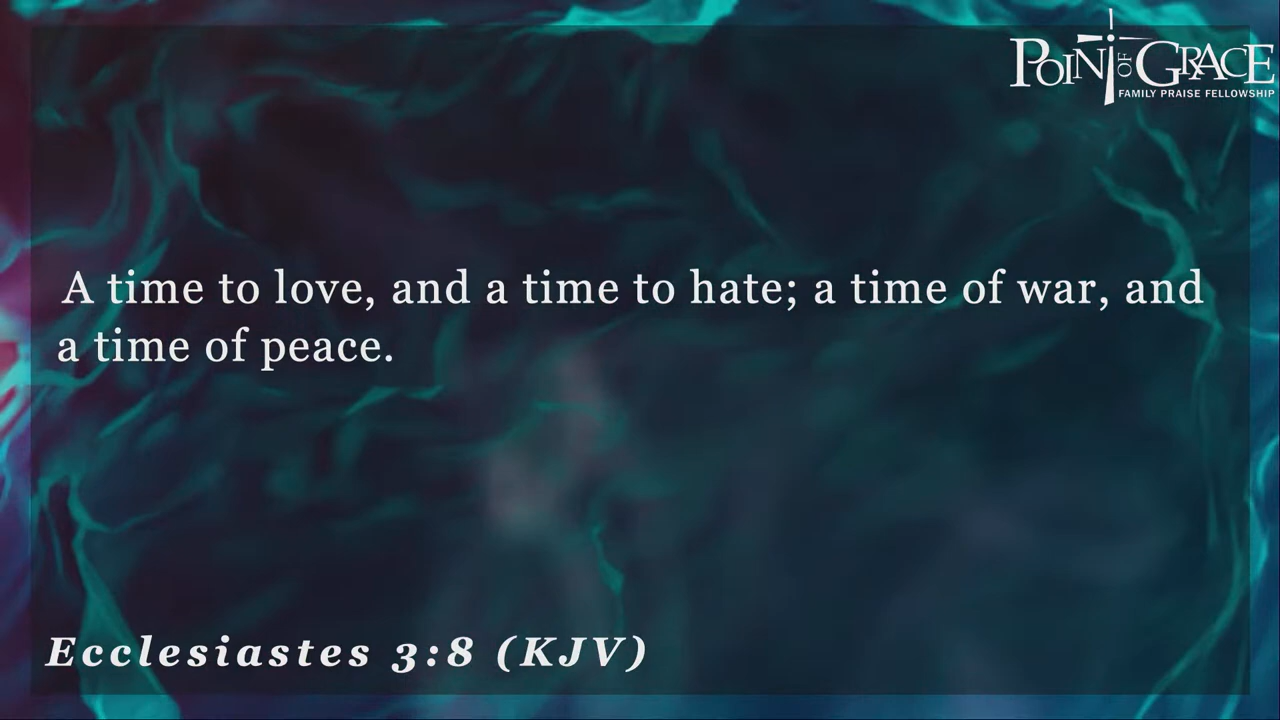 POINT OF GRACE
FAMILY PRAISE FELLOWSHIP
A time to love, and a time to hate; a time of war, and
a time of peace.
Ecclesiastes 3:8 (KJV)